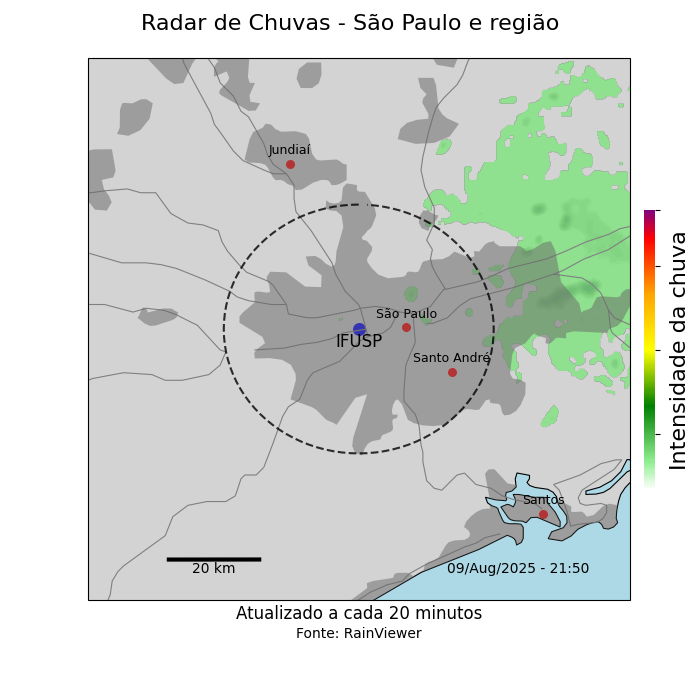 Radar de Chuvas - São Paulo e região
Jundiaí
São Paulo
IFUSP
Santo André
Santos
20 km
09/Aug/2025 - 21:50
Intensidade da chuva
Atualizado a cada 20 minutos
Fonte: RainViewer